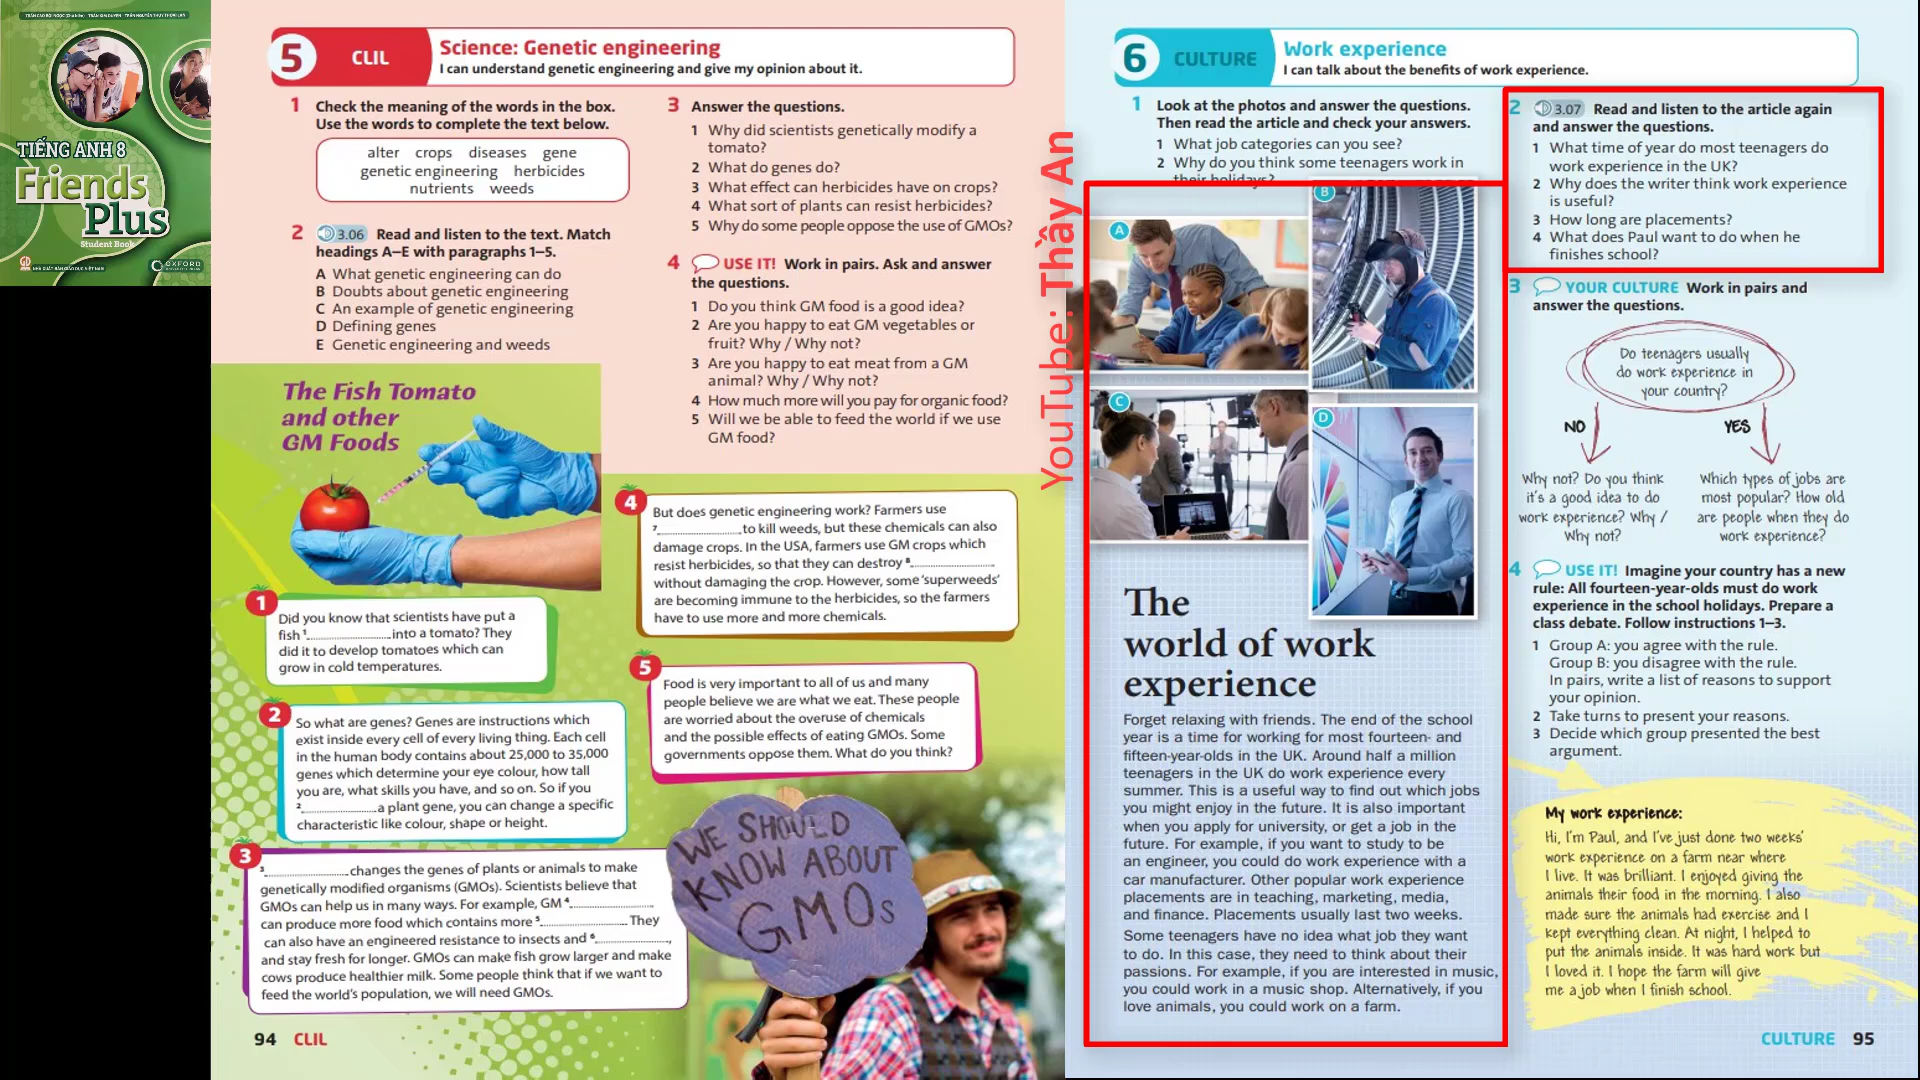 TRẦN CAO BỘI NGỌC (Chủ biên) - TRẦN KIM DUYÊN - TRẦN NGUYỄN THỤY THÙY LAN
TIẾNG ANH 8
Friends
Plus
Student Book
NHÀ XUẤT BẢN GIÁO DỤC VIỆT NAM
OXFORD
5 CLIL
Science: Genetic engineering
I can understand genetic engineering and give my opinion about it.
1 Check the meaning of the words in the box.
Use the words to complete the text below.
alter crops diseases gene
genetic engineering herbicides
nutrients weeds
2 3.06 Read and listen to the text. Match
headings A–E with paragraphs 1–5.
A What genetic engineering can do
B Doubts about genetic engineering
C An example of genetic engineering
D Defining genes
E Genetic engineering and weeds
3 Answer the questions.
1 Why did scientists genetically modify a
tomato?
2 What do genes do?
3 What effect can herbicides have on crops?
4 What sort of plants can resist herbicides?
5 Why do some people oppose the use of GMOs?
4 USE IT! Work in pairs. Ask and answer
the questions.
1 Do you think GM food is a good idea?
2 Are you happy to eat GM vegetables or
fruit? Why / Why not?
3 Are you happy to eat meat from a GM
animal? Why / Why not?
4 How much more will you pay for organic food?
5 Will we be able to feed the world if we use
GM food?
The Fish Tomato
and other
GM Foods
1
Did you know that scientists have put a
fish ¹ into a tomato? They
did it to develop tomatoes which can
grow in cold temperatures.
2
So what are genes? Genes are instructions which
exist inside every cell of every living thing. Each cell
in the human body contains about 25,000 to 35,000
genes which determine your eye colour, how tall
you are, what skills you have, and so on. So if you
² a plant gene, you can change a specific
characteristic like colour, shape or height.
3
³ changes the genes of plants or animals to make
genetically modified organisms (GMOs). Scientists believe that
GMOs can help us in many ways. For example, GM ⁴
can produce more food which contains more ⁵. They
can also have an engineered resistance to insects and ⁶,
and stay fresh for longer. GMOs can make fish grow larger and make
cows produce healthier milk. Some people think that if we want to
feed the world's population, we will need GMOs.
4
But does genetic engineering work? Farmers use
⁷ to kill weeds, but these chemicals can also
damage crops. In the USA, farmers use GM crops which
resist herbicides, so that they can destroy ⁸
without damaging the crop. However, some 'superweeds'
are becoming immune to the herbicides, so the farmers
have to use more and more chemicals.
5
Food is very important to all of us and many
people believe we are what we eat. These people
are worried about the overuse of chemicals
and the possible effects of eating GMOs. Some
governments oppose them. What do you think?
WE SHOULD
KNOW ABOUT
GMOs
94 CLIL
YouTube: Thầy An
6 CULTURE
Work experience
I can talk about the benefits of work experience.
1 Look at the photos and answer the questions.
Then read the article and check your answers.
1 What job categories can you see?
2 Why do you think some teenagers work in
their holidays?
A
B
C
D
The
world of work
experience
Forget relaxing with friends. The end of the school
year is a time for working for most fourteen- and
fifteen-year-olds in the UK. Around half a million
teenagers in the UK do work experience every
summer. This is a useful way to find out which jobs
you might enjoy in the future. It is also important
when you apply for university, or get a job in the
future. For example, if you want to study to be
an engineer, you could do work experience with a
car manufacturer. Other popular work experience
placements are in teaching, marketing, media,
and finance. Placements usually last two weeks.
Some teenagers have no idea what job they want
to do. In this case, they need to think about their
passions. For example, if you are interested in music,
you could work in a music shop. Alternatively, if you
love animals, you could work on a farm.
2 3.07 Read and listen to the article again
and answer the questions.
1 What time of year do most teenagers do
work experience in the UK?
2 Why does the writer think work experience
is useful?
3 How long are placements?
4 What does Paul want to do when he
finishes school?
3 YOUR CULTURE Work in pairs and
answer the questions.
Do teenagers usually
do work experience in
your country?
NO
YES
Why not? Do you think
it's a good idea to do
work experience? Why /
Why not?
Which types of jobs are
most popular? How old
are people when they do
work experience?
4 USE IT! Imagine your country has a new
rule: All fourteen-year-olds must do work
experience in the school holidays. Prepare a
class debate. Follow instructions 1–3.
1 Group A: you agree with the rule.
Group B: you disagree with the rule.
In pairs, write a list of reasons to support
your opinion.
2 Take turns to present your reasons.
3 Decide which group presented the best
argument.
My work experience:
Hi, I'm Paul, and I've just done two weeks'
work experience on a farm near where
I live. It was brilliant. I enjoyed giving the
animals their food in the morning. I also
made sure the animals had exercise and I
kept everything clean. At night, I helped to
put the animals inside. It was hard work but
I loved it. I hope the farm will give
me a job when I finish school.
CULTURE 95